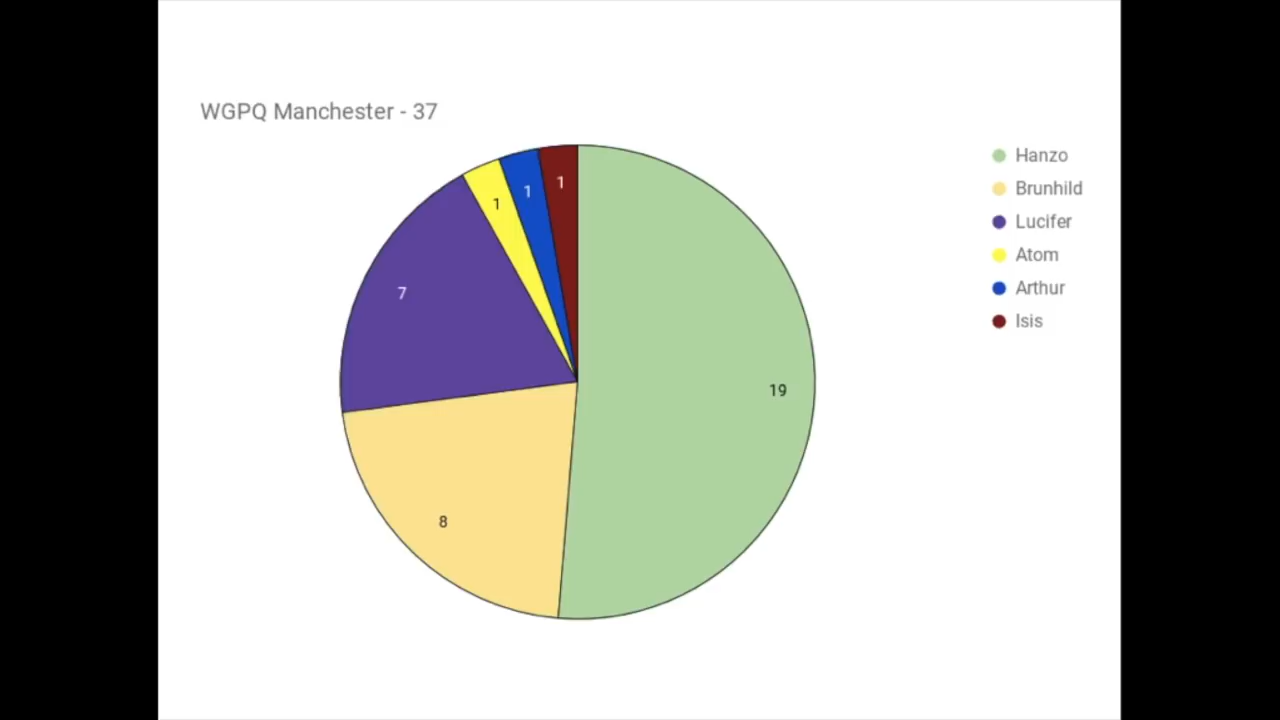 WGPQ Manchester - 37
Hanzo
Brunhild
Lucifer
Atom
Arthur
Isis
1
1
1
7
19
8